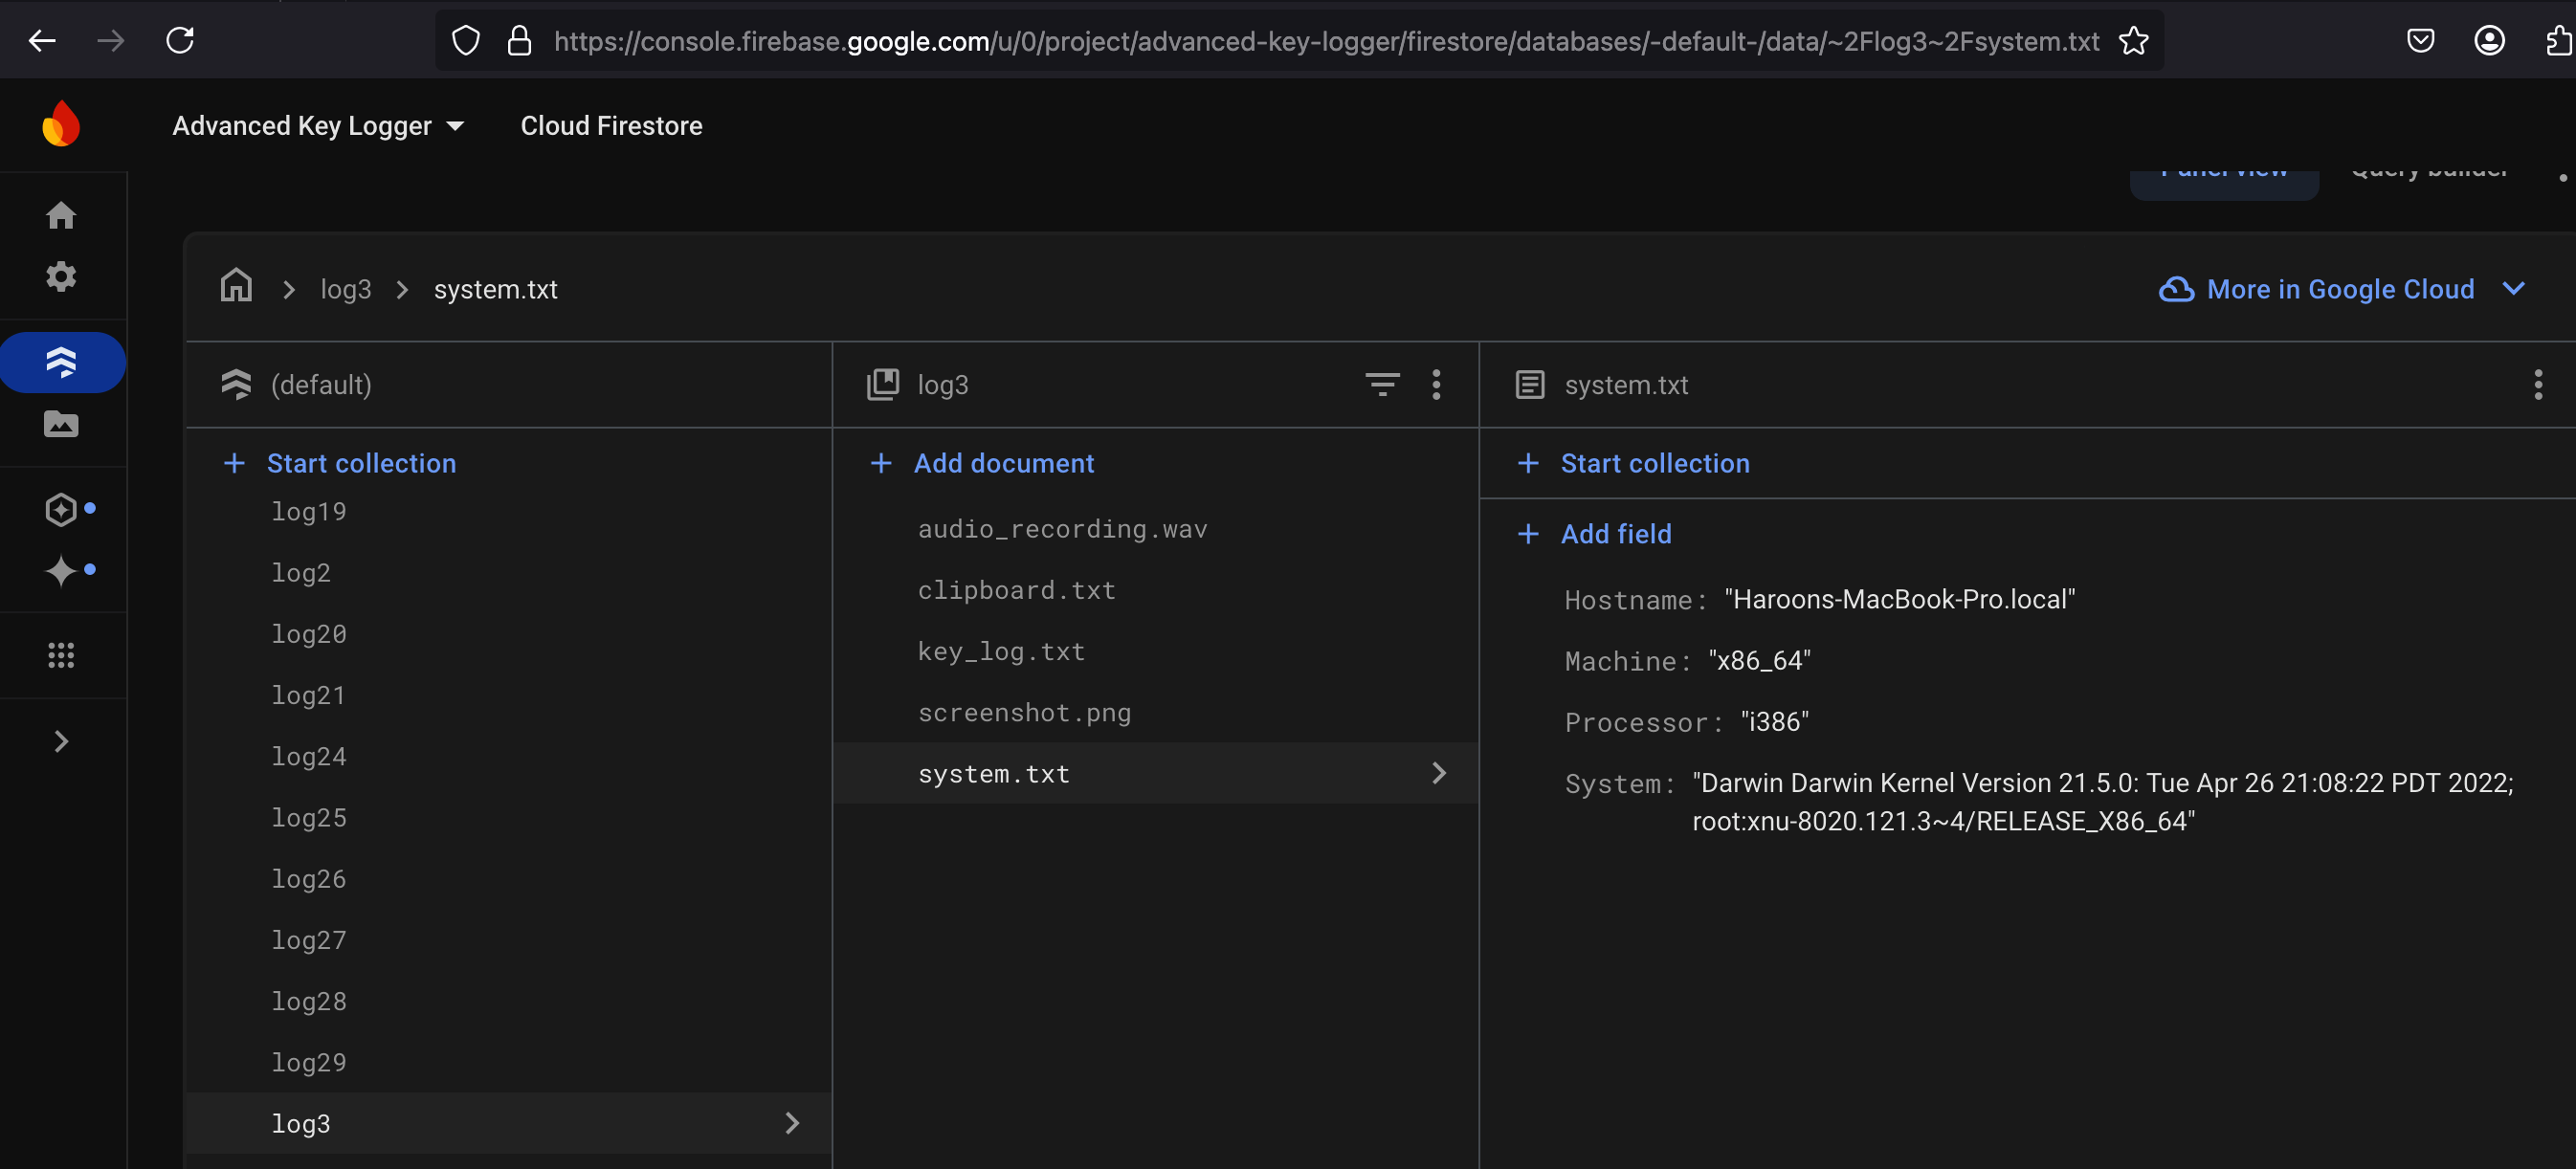 https://console.firebase.google.com/u/0/project/advanced-key-logger/firestore/databases/-default-/data/~2Flog3~2Fsystem.txt
Advanced Key Logger
Cloud Firestore
Panel view
Query builder
log3
system.txt
More in Google Cloud
(default)
Start collection
log19
log2
log20
log21
log24
log25
log26
log27
log28
log29
log3
log3
Add document
audio_recording.wav
clipboard.txt
key_log.txt
screenshot.png
system.txt
system.txt
Start collection
Add field
Hostname: "Haroons-MacBook-Pro.local"
Machine: "x86_64"
Processor: "i386"
System: "Darwin Darwin Kernel Version 21.5.0: Tue Apr 26 21:08:22 PDT 2022;
root:xnu-8020.121.3~4/RELEASE_X86_64"